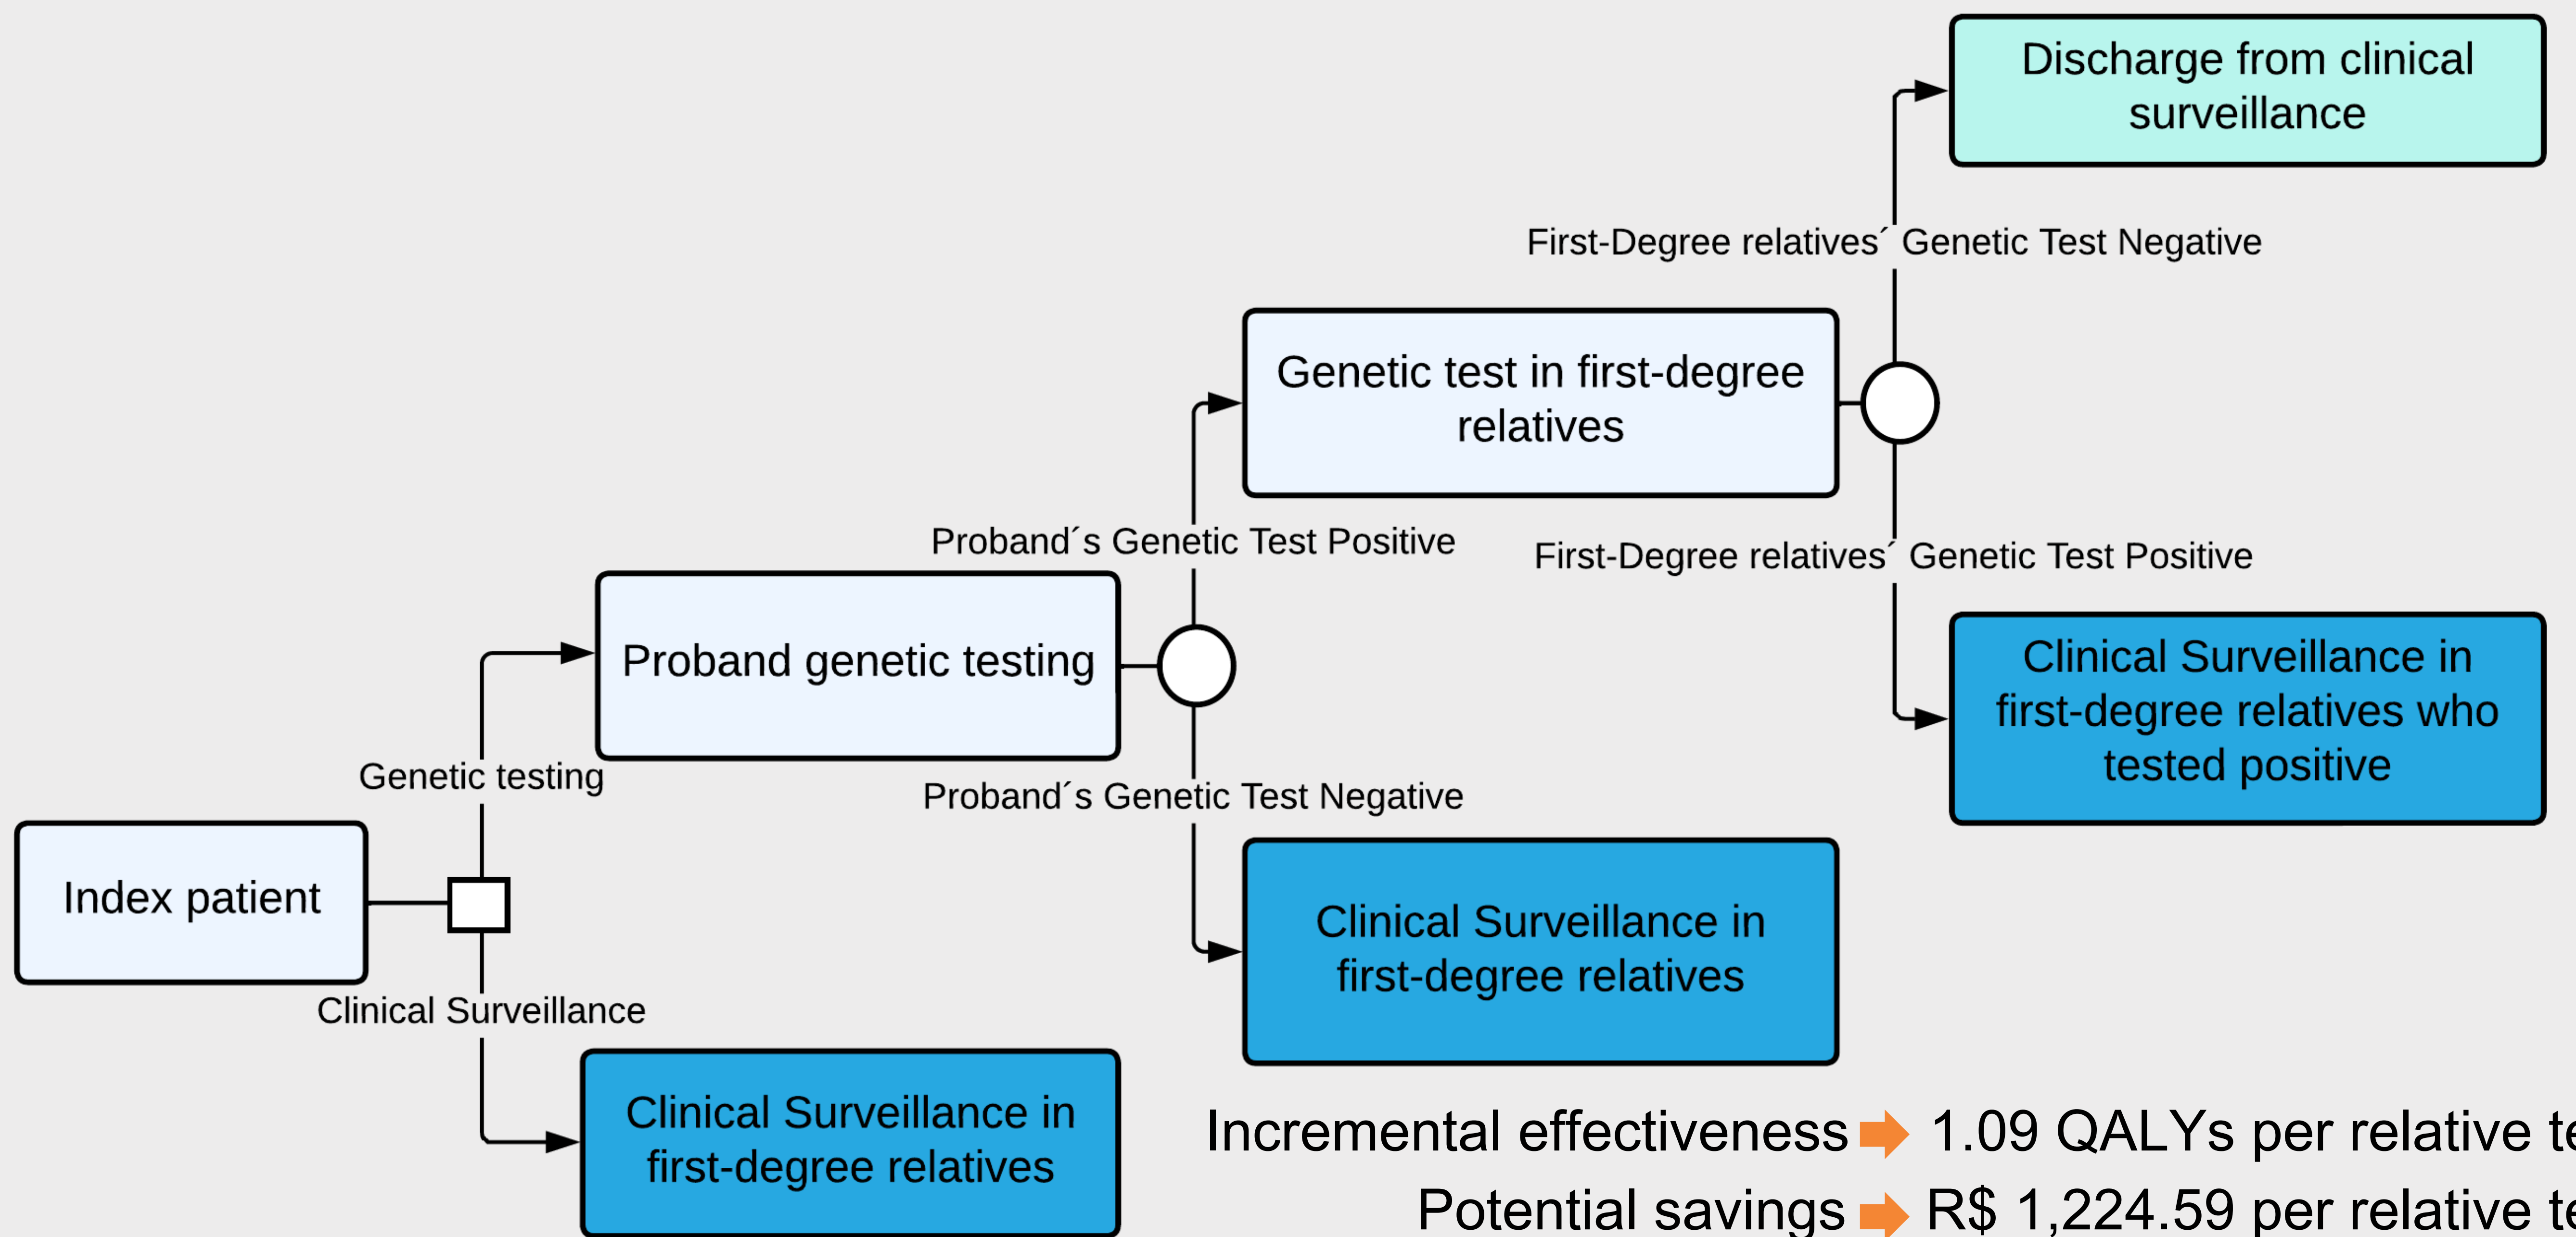 Discharge from clinical
surveillance
First-Degree relatives´ Genetic Test Negative
Genetic test in first-degree
relatives
Proband´s Genetic Test Positive
First-Degree relatives´ Genetic Test Positive
Proband genetic testing
Clinical Surveillance in
first-degree relatives who
tested positive
Genetic testing
Proband´s Genetic Test Negative
Index patient
Clinical Surveillance in
first-degree relatives
Clinical Surveillance
Clinical Surveillance in
first-degree relatives
Incremental effectiveness 1.09 QALYs per relative
Potential savings R$ 1,224.59 per relative